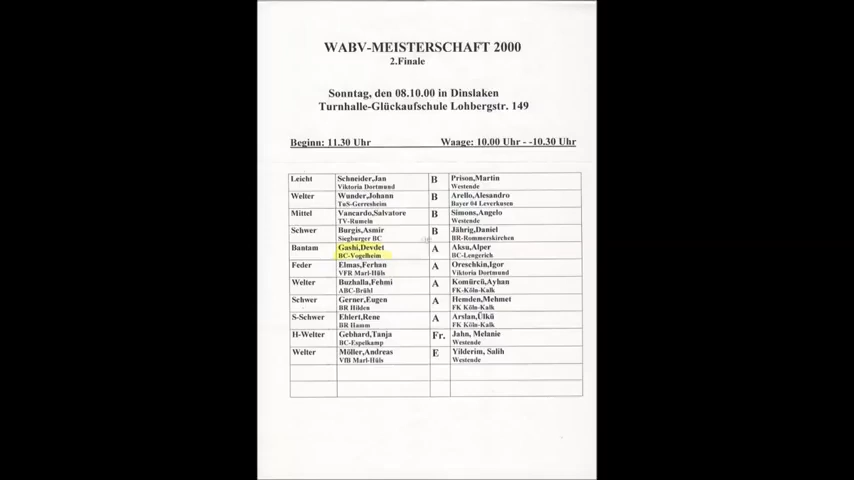 WABV-MEISTERSCHAFT 2000
2.Finale
Sonntag, den 08.10.00 in Dinslaken
Turnhalle-Glückaufschule Lohbergstr. 149
Beginn: 11.30 Uhr Waage: 10.00 Uhr - -10.30 Uhr
Leicht Schneider,Jan B Prison,Martin
Viktoria Dortmund Westende
Welter Wunder,Johann B Arello,Alesandro
TuS-Gerresheim Bayer 04 Leverkusen
Mittel Vancardo,Salvatore B Simons,Angelo
TV-Rumeln Westende
Schwer Burgis,Asmir B Jährig,Daniel
Siegburger BC BR-Rommerskirchen
Bantam Gashi,Devdet A Aksu,Alper
BC-Vogelheim BC-Lengerich
Feder Elmas,Ferhan A Oreschkin,Igor
VFR Marl-Hüls Viktoria Dortmund
Welter Buzhalla,Fehmi A Komürcü,Ayhan
ABC-Brühl FK-Köln-Kalk
Schwer Gerner,Eugen A Hemden,Mehmet
BR Hilden FK Köln-Kalk
S-Schwer Ehlert,Rene A Arslan,Ülkü
BR Hamm FK Köln-Kalk
H-Welter Gebhard,Tanja Fr. Jahn, Melanie
BC-Espelkamp Westende
Welter Möller,Andreas E Yilderim, Salih
VfB Marl-Hüls Westende